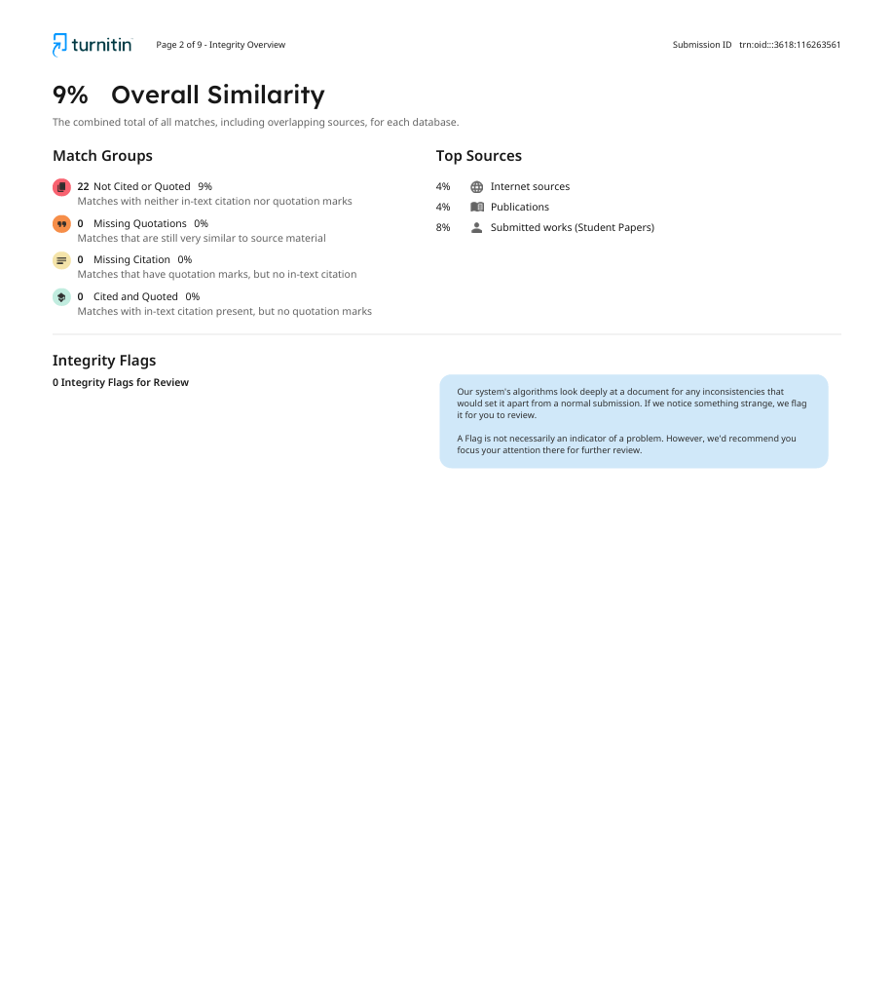 turnitin
Page 2 of 9 - Integrity Overview
Submission ID trn:oid:::3618:116263561
9% Overall Similarity
The combined total of all matches, including overlapping sources, for each database.
Match Groups
22 Not Cited or Quoted 9%
Matches with neither in-text citation nor quotation marks
0 Missing Quotations 0%
Matches that are still very similar to source material
0 Missing Citation 0%
Matches that have quotation marks, but no in-text citation
0 Cited and Quoted 0%
Matches with in-text citation present, but no quotation marks
Top Sources
4% Internet sources
4% Publications
8% Submitted works (Student Papers)
Integrity Flags
0 Integrity Flags for Review
Our system's algorithms look deeply at a document for any inconsistencies that
would set it apart from a normal submission. If we notice something strange, we flag
it for you to review.
A Flag is not necessarily an indicator of a problem. However, we'd recommend you
focus your attention there for further review.